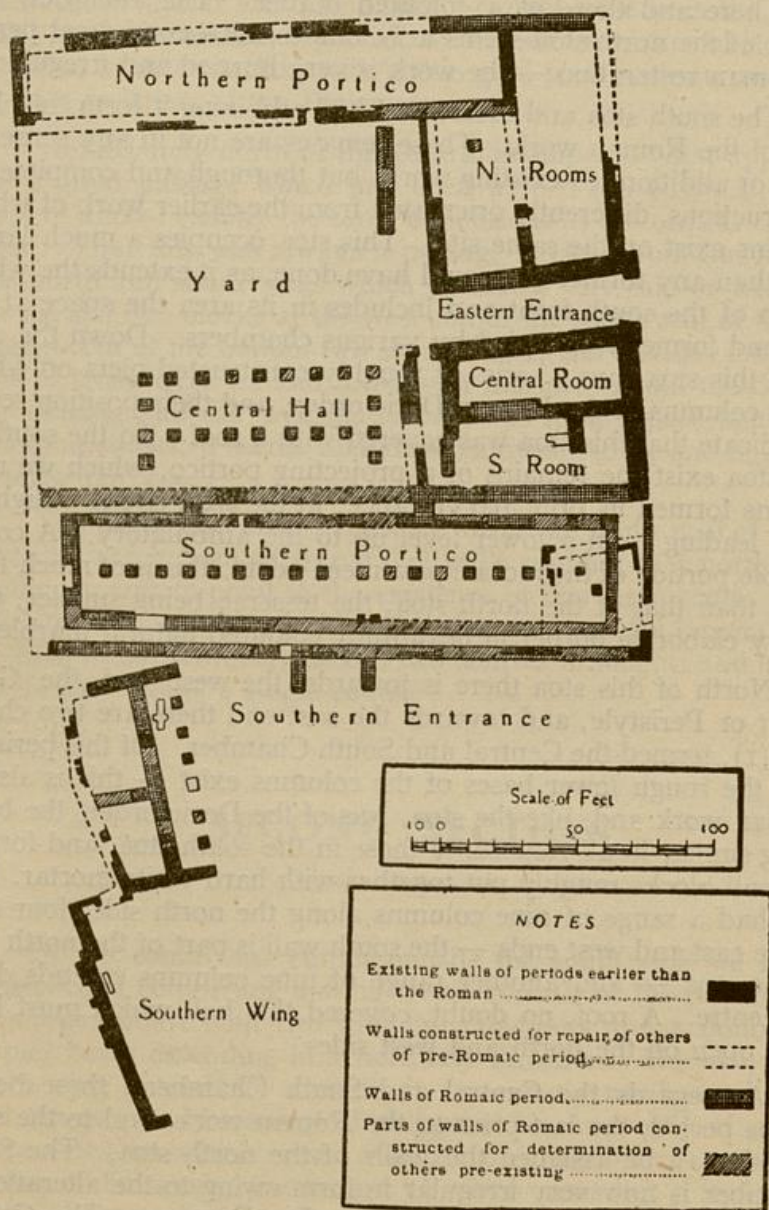 Northern Portico
N. Rooms
Yard
Eastern Entrance
Central Room
Central Hall
S. Room
Southern Portico
Southern Entrance
Scale of Feet
10 0 50 100
Southern Wing
NOTES
Existing walls of periods earlier than
the Roman
Walls constructed for repair of others
of pre-Romaic period
Walls of Romaic period
Parts of walls of Romaic period con-
structed for determination of
others pre-existing